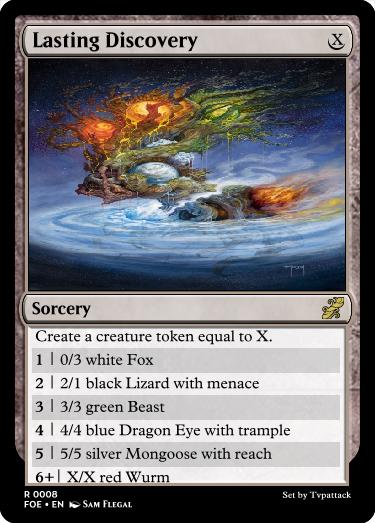 Lasting Discovery X
Sorcery
Create a creature token equal to X.
1 | 0/3 white Fox
2 | 2/1 black Lizard with menace
3 | 3/3 green Beast
4 | 4/4 blue Dragon Eye with trample
5 | 5/5 silver Mongoose with reach
6+| X/X red Wurm
R 0008
FOE • EN Sam Flegal
Set by Tvpattack